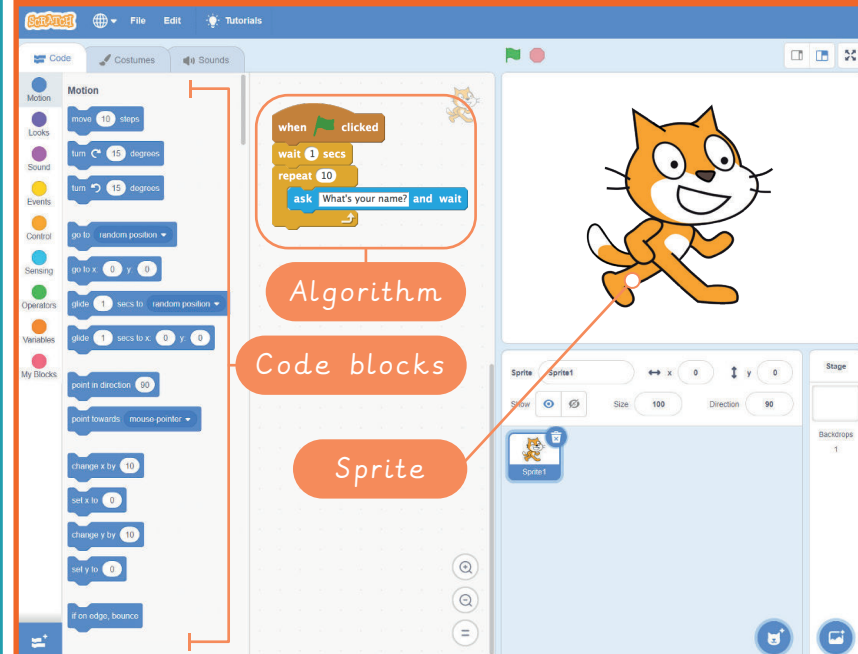 SCRATCH File Edit Tutorials
Code Costumes Sounds
Motion
Looks
Sound
Events
Control
Sensing
Operators
Variables
My Blocks
Motion
move 10 steps
turn 15 degrees
turn 15 degrees
go to random position
go to x: 0 y: 0
glide 1 secs to random position
glide 1 secs to x: 0 y: 0
point in direction 90
point towards mouse-pointer
change x by 10
set x to 0
change y by 10
set y to 0
if on edge, bounce
when clicked
wait 1 secs
repeat 10
ask What's your name? and wait
Algorithm
Code blocks
Sprite
Sprite Sprite1 x 0 y 0
Show Size 100 Direction 90
Sprite1
Stage
Backdrops
1